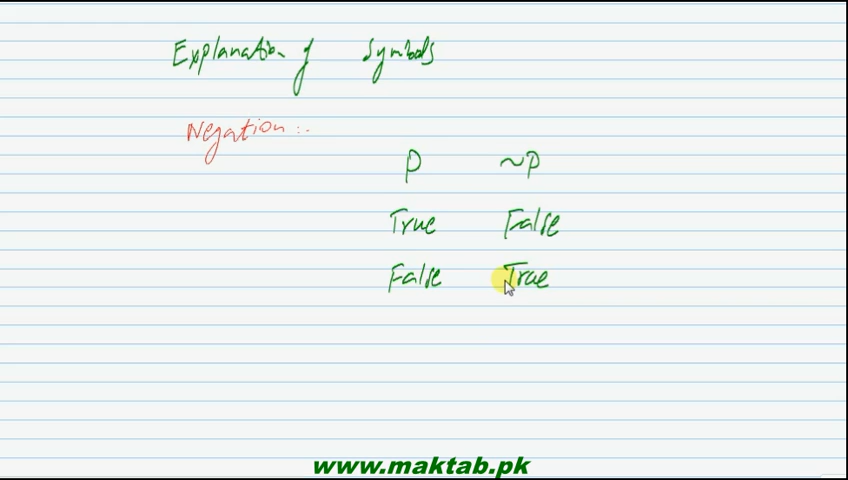 Explanation of Symbols
Negation :.
p ~p
True False
False True
www.maktab.pk